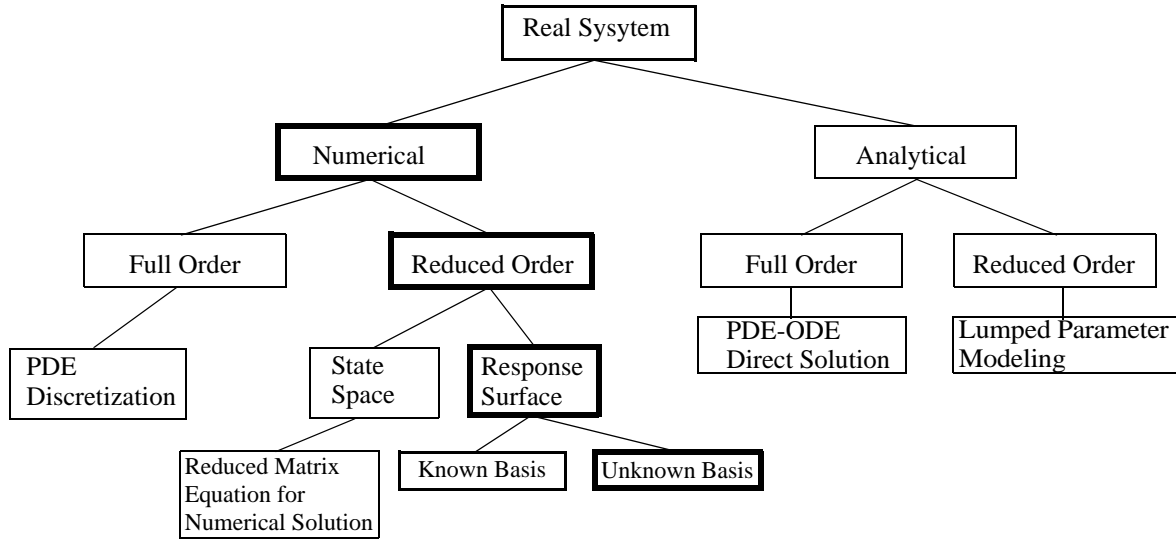 Real Sysytem
Numerical
Analytical
Full Order
Reduced Order
Full Order
Reduced Order
PDE
Discretization
State
Space
Response
Surface
PDE-ODE
Direct Solution
Lumped Parameter
Modeling
Reduced Matrix
Equation for
Numerical Solution
Known Basis
Unknown Basis